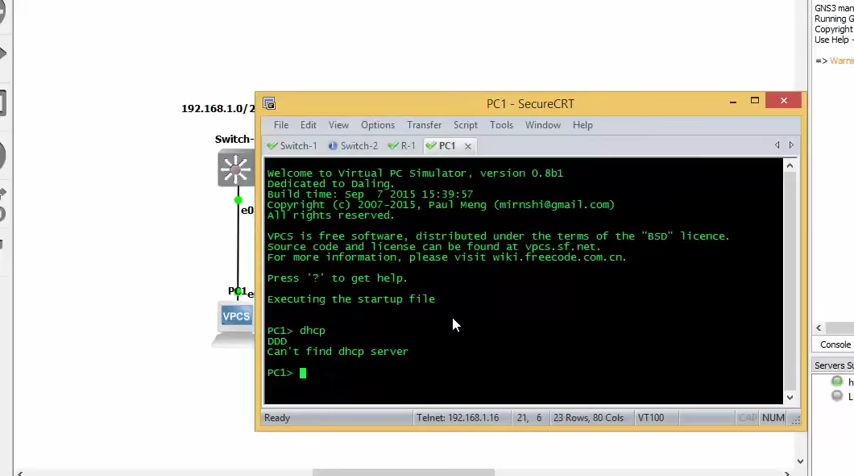 GNS3 man
Running G
Copyright
Use Help -
=> Warnin
192.168.1.0/2
Switch-
e0
PC1
e
VPCS
PC1 - SecureCRT
File Edit View Options Transfer Script Tools Window Help
Switch-1 Switch-2 R-1 PC1
Welcome to Virtual PC Simulator, version 0.8b1
Dedicated to Daling.
Build time: Sep 7 2015 15:39:57
Copyright (c) 2007-2015, Paul Meng (mirnshi@gmail.com)
All rights reserved.
VPCS is free software, distributed under the terms of the "BSD" licence.
Source code and license can be found at vpcs.sf.net.
For more information, please visit wiki.freecode.com.cn.
Press '?' to get help.
Executing the startup file
PC1> dhcp
DDD
Can't find dhcp server
PC1>
Ready Telnet: 192.168.1.16 21, 6 23 Rows, 80 Cols VT100 CAP NUM
Console
Servers Su
h
L